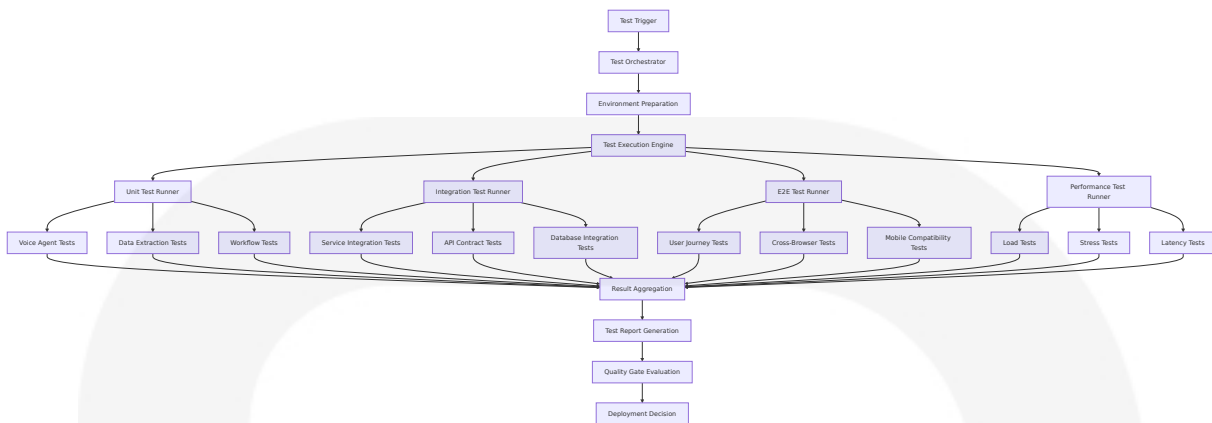 Test Trigger
Test Orchestrator
Environment Preparation
Test Execution Engine
Unit Test Runner
Integration Test Runner
E2E Test Runner
Performance Test
Runner
Voice Agent Tests
Data Extraction Tests
Workflow Tests
Service Integration Tests
API Contract Tests
Database Integration
Tests
User Journey Tests
Cross-Browser Tests
Mobile Compatibility
Tests
Load Tests
Stress Tests
Latency Tests
Result Aggregation
Test Report Generation
Quality Gate Evaluation
Deployment Decision